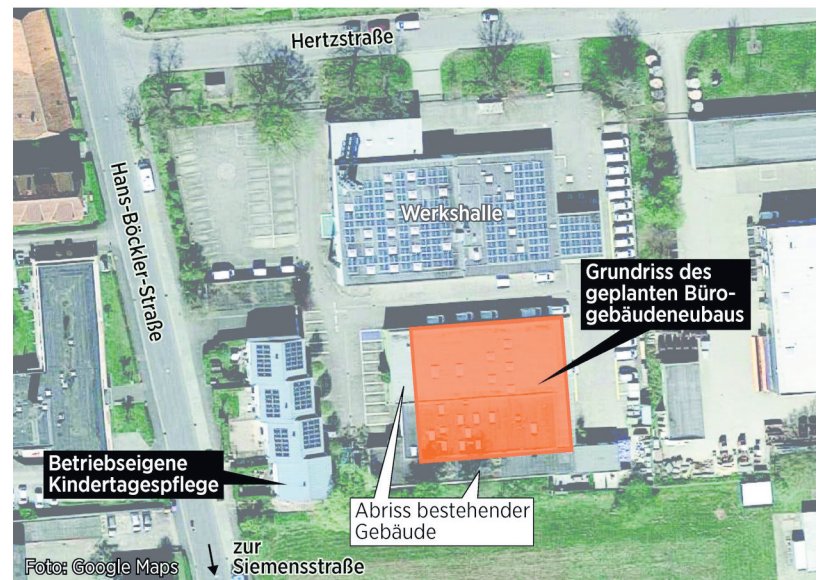 Hertzstraße
Hans-Böckler-Straße
Werkshalle
Grundriss des
geplanten Büro-
gebäudeneubaus
Betriebseigene
Kindertagespflege
Abriss bestehender
Gebäude
zur
Siemensstraße
Foto: Google Maps